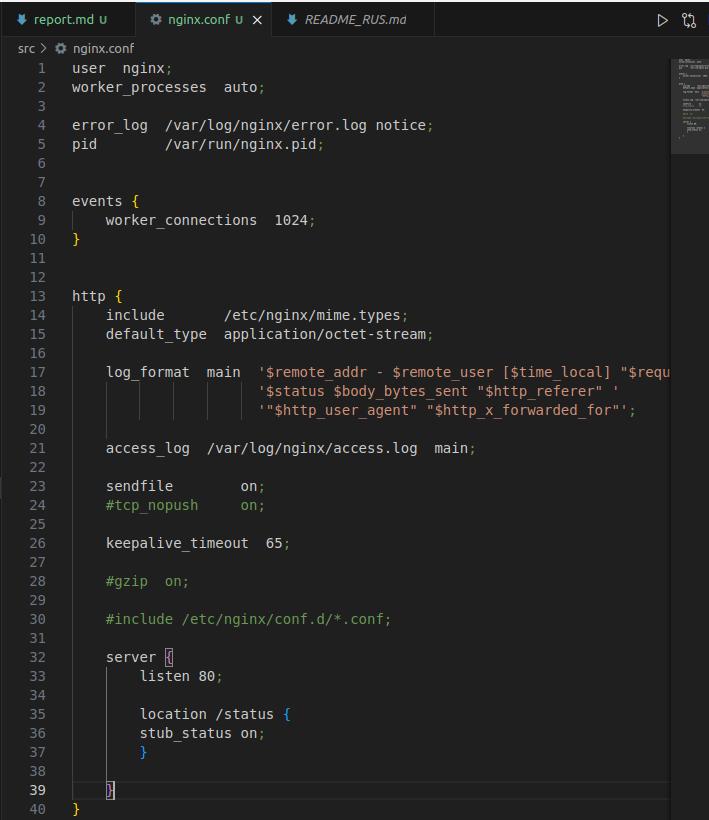 report.md U nginx.conf U README_RUS.md
src nginx.conf
1 user  nginx;
2 worker_processes  auto;
3
4 error_log  /var/log/nginx/error.log notice;
5 pid        /var/run/nginx.pid;
6
7
8 events {
9     worker_connections  1024;
10 }
11
12
13 http {
14     include       /etc/nginx/mime.types;
15     default_type  application/octet-stream;
16
17     log_format  main  '$remote_addr - $remote_user [$time_local] "$requ
18                       '$status $body_bytes_sent "$http_referer" '
19                       '"$http_user_agent" "$http_x_forwarded_for"';
20
21     access_log  /var/log/nginx/access.log  main;
22
23     sendfile        on;
24     #tcp_nopush     on;
25
26     keepalive_timeout  65;
27
28     #gzip  on;
29
30     #include /etc/nginx/conf.d/*.conf;
31
32     server {
33         listen 80;
34
35         location /status {
36         stub_status on;
37         }
38
39     }
40 }